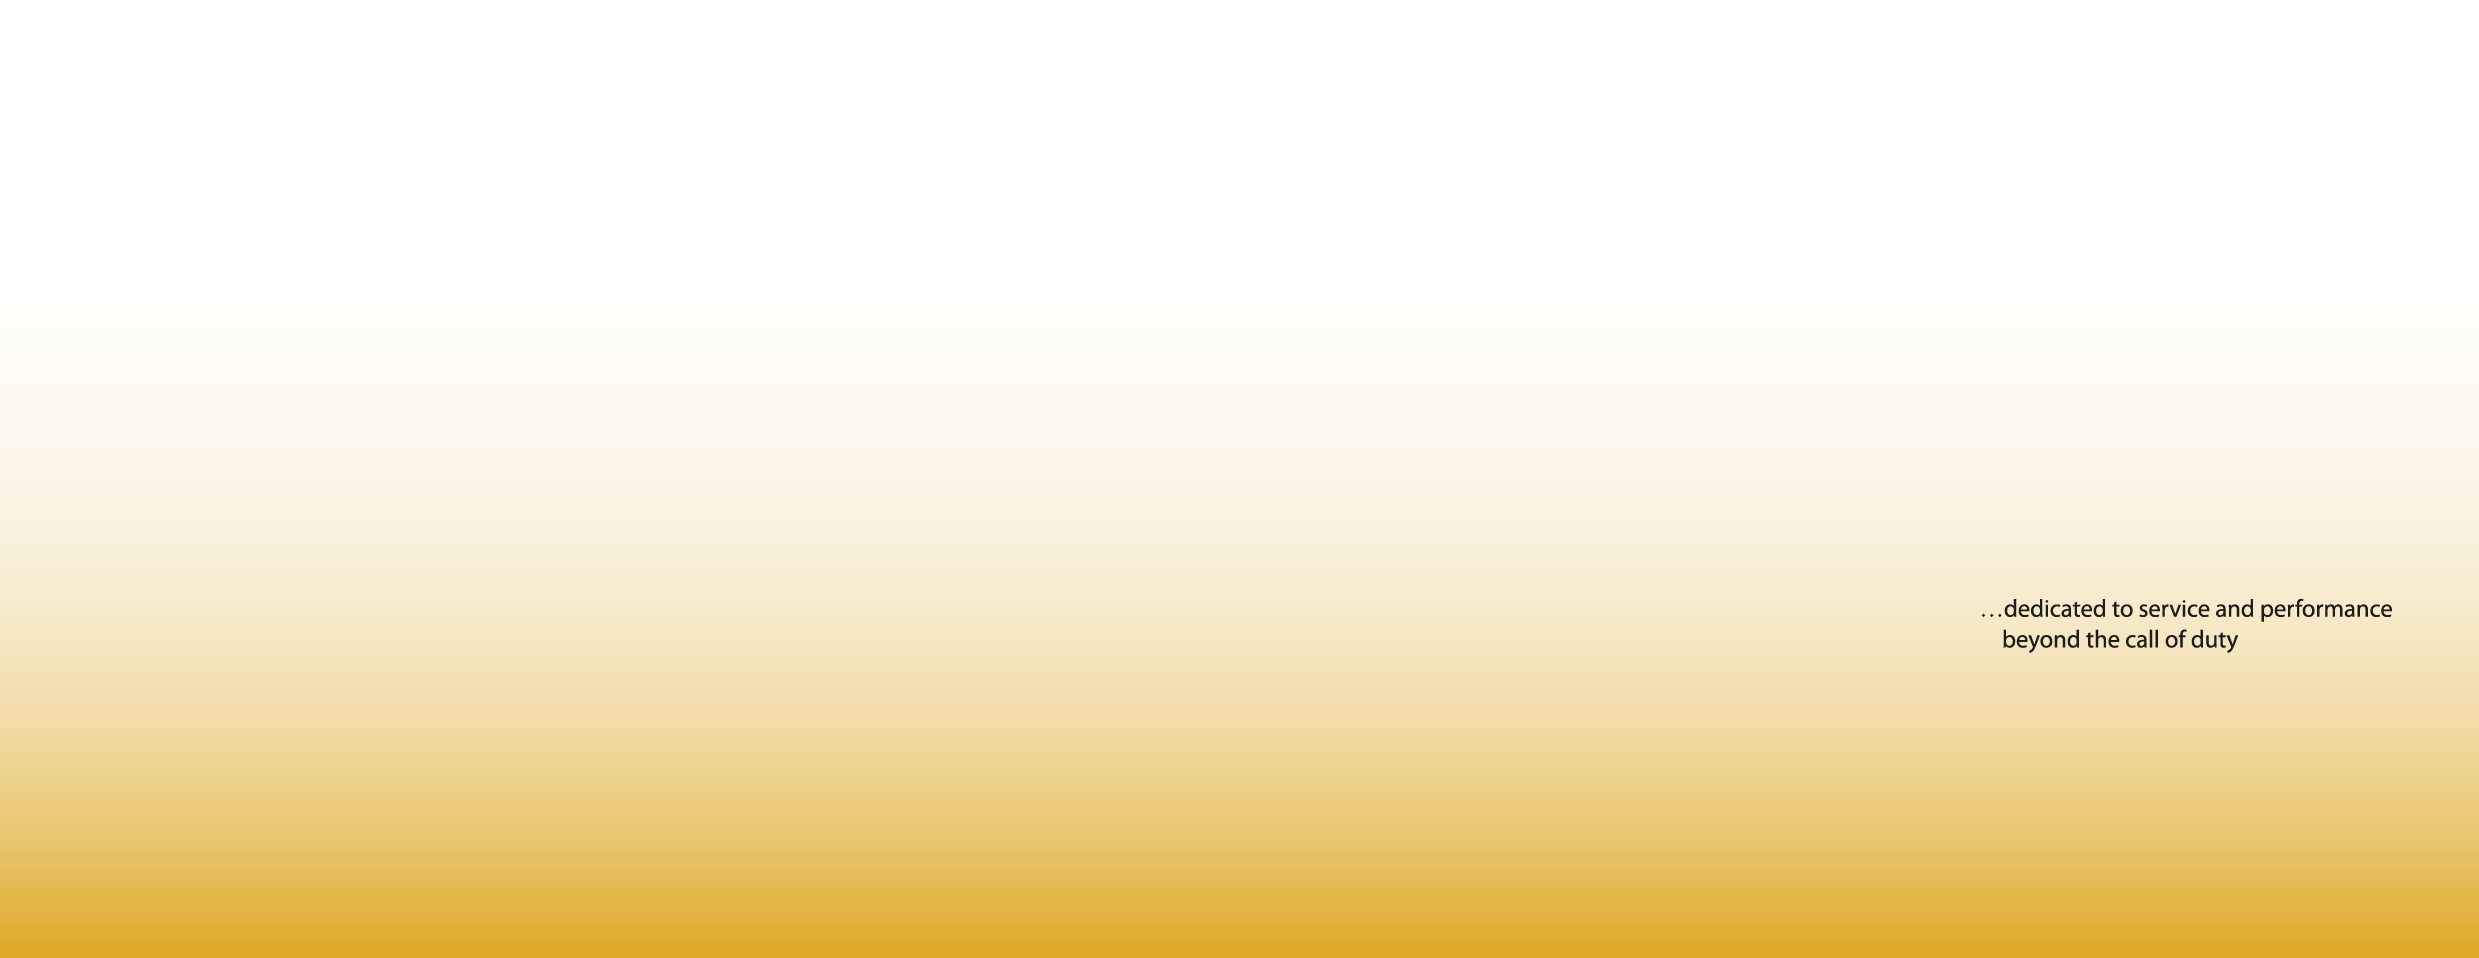 …dedicated to service and performance
beyond the call of duty